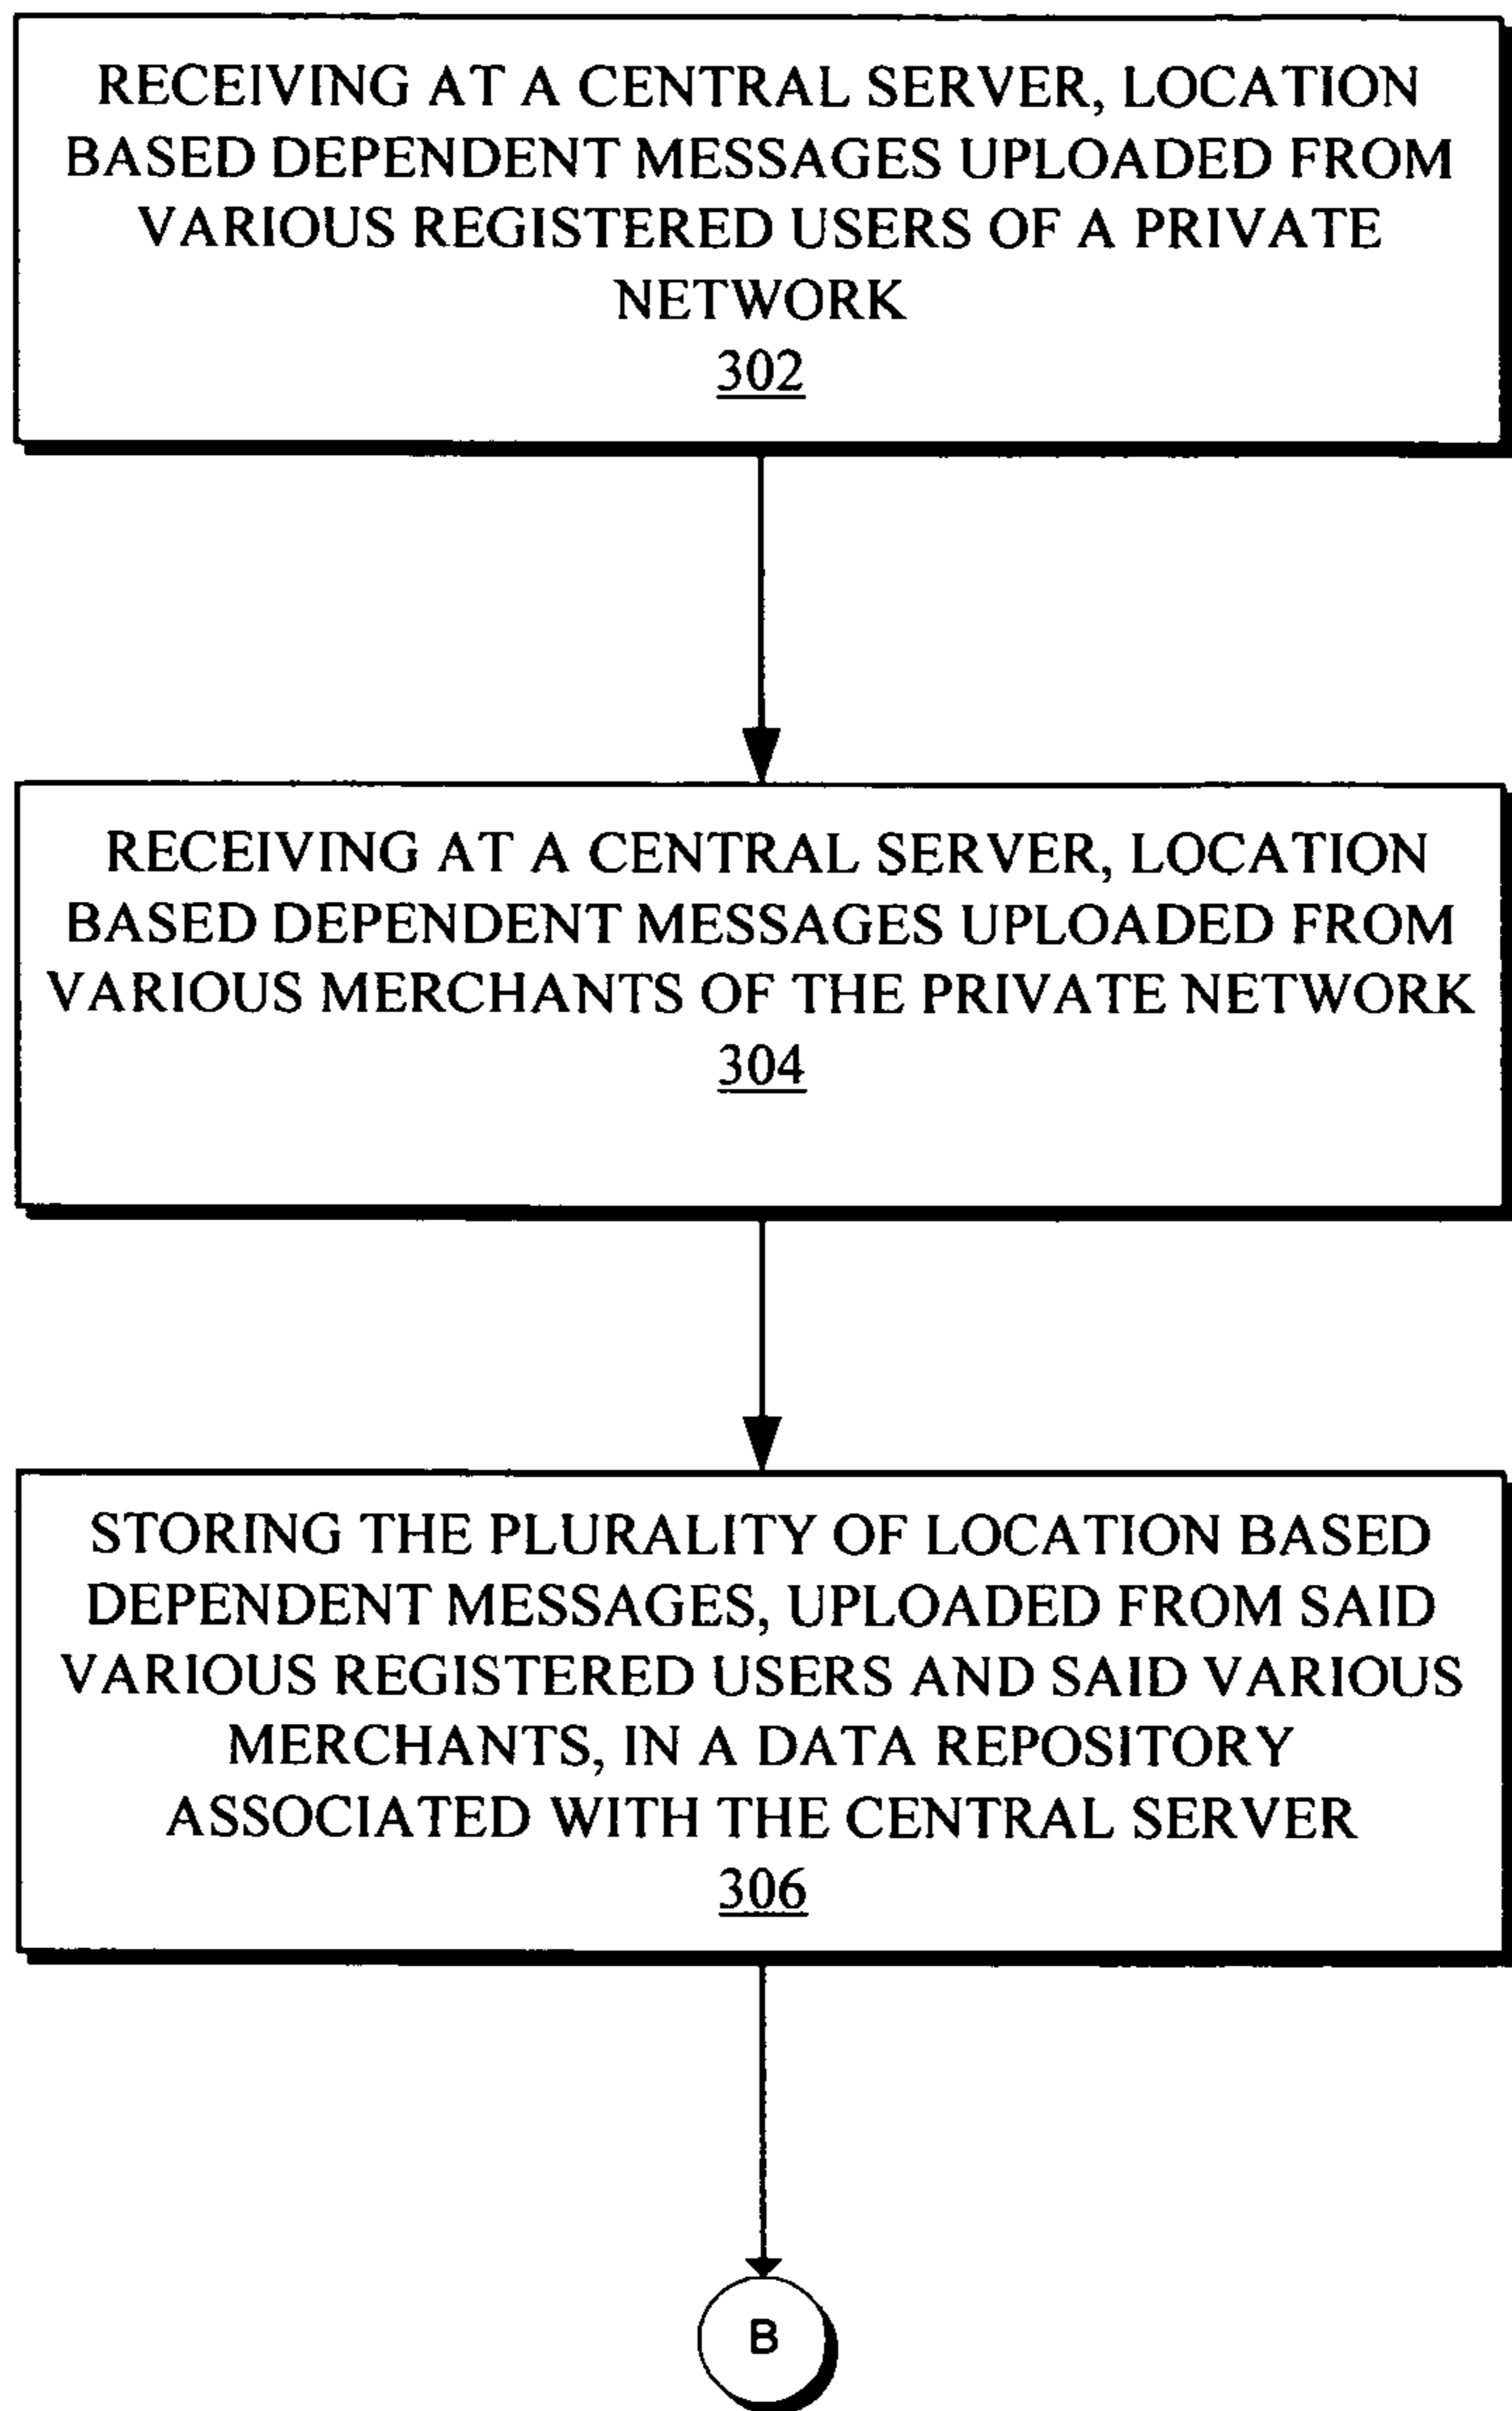 RECEIVING AT A CENTRAL SERVER, LOCATION
BASED DEPENDENT MESSAGES UPLOADED FROM
VARIOUS REGISTERED USERS OF A PRIVATE
NETWORK
302
RECEIVING AT A CENTRAL SERVER, LOCATION
BASED DEPENDENT MESSAGES UPLOADED FROM
VARIOUS MERCHANTS OF THE PRIVATE NETWORK
304
STORING THE PLURALITY OF LOCATION BASED
DEPENDENT MESSAGES, UPLOADED FROM SAID
VARIOUS REGISTERED USERS AND SAID VARIOUS
MERCHANTS, IN A DATA REPOSITORY
ASSOCIATED WITH THE CENTRAL SERVER
306
B